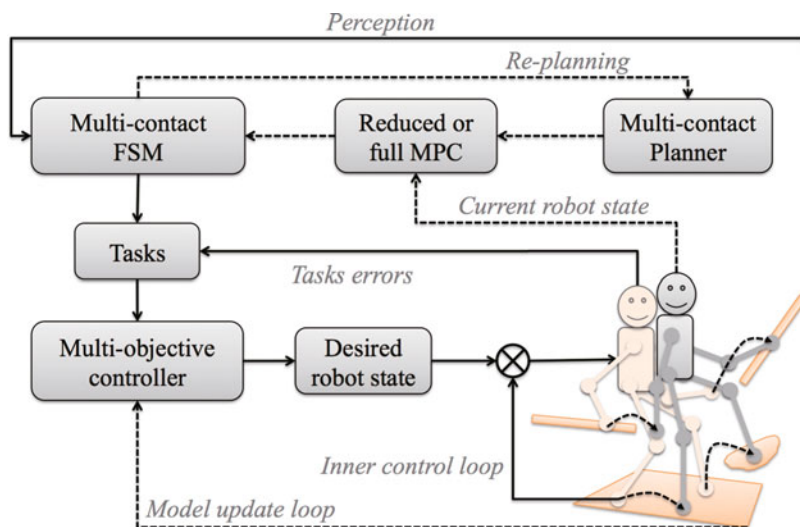 Perception
Re-planning
Multi-contact
FSM
Reduced or
full MPC
Multi-contact
Planner
Current robot state
Tasks
Tasks errors
Multi-objective
controller
Desired
robot state
Inner control loop
Model update loop